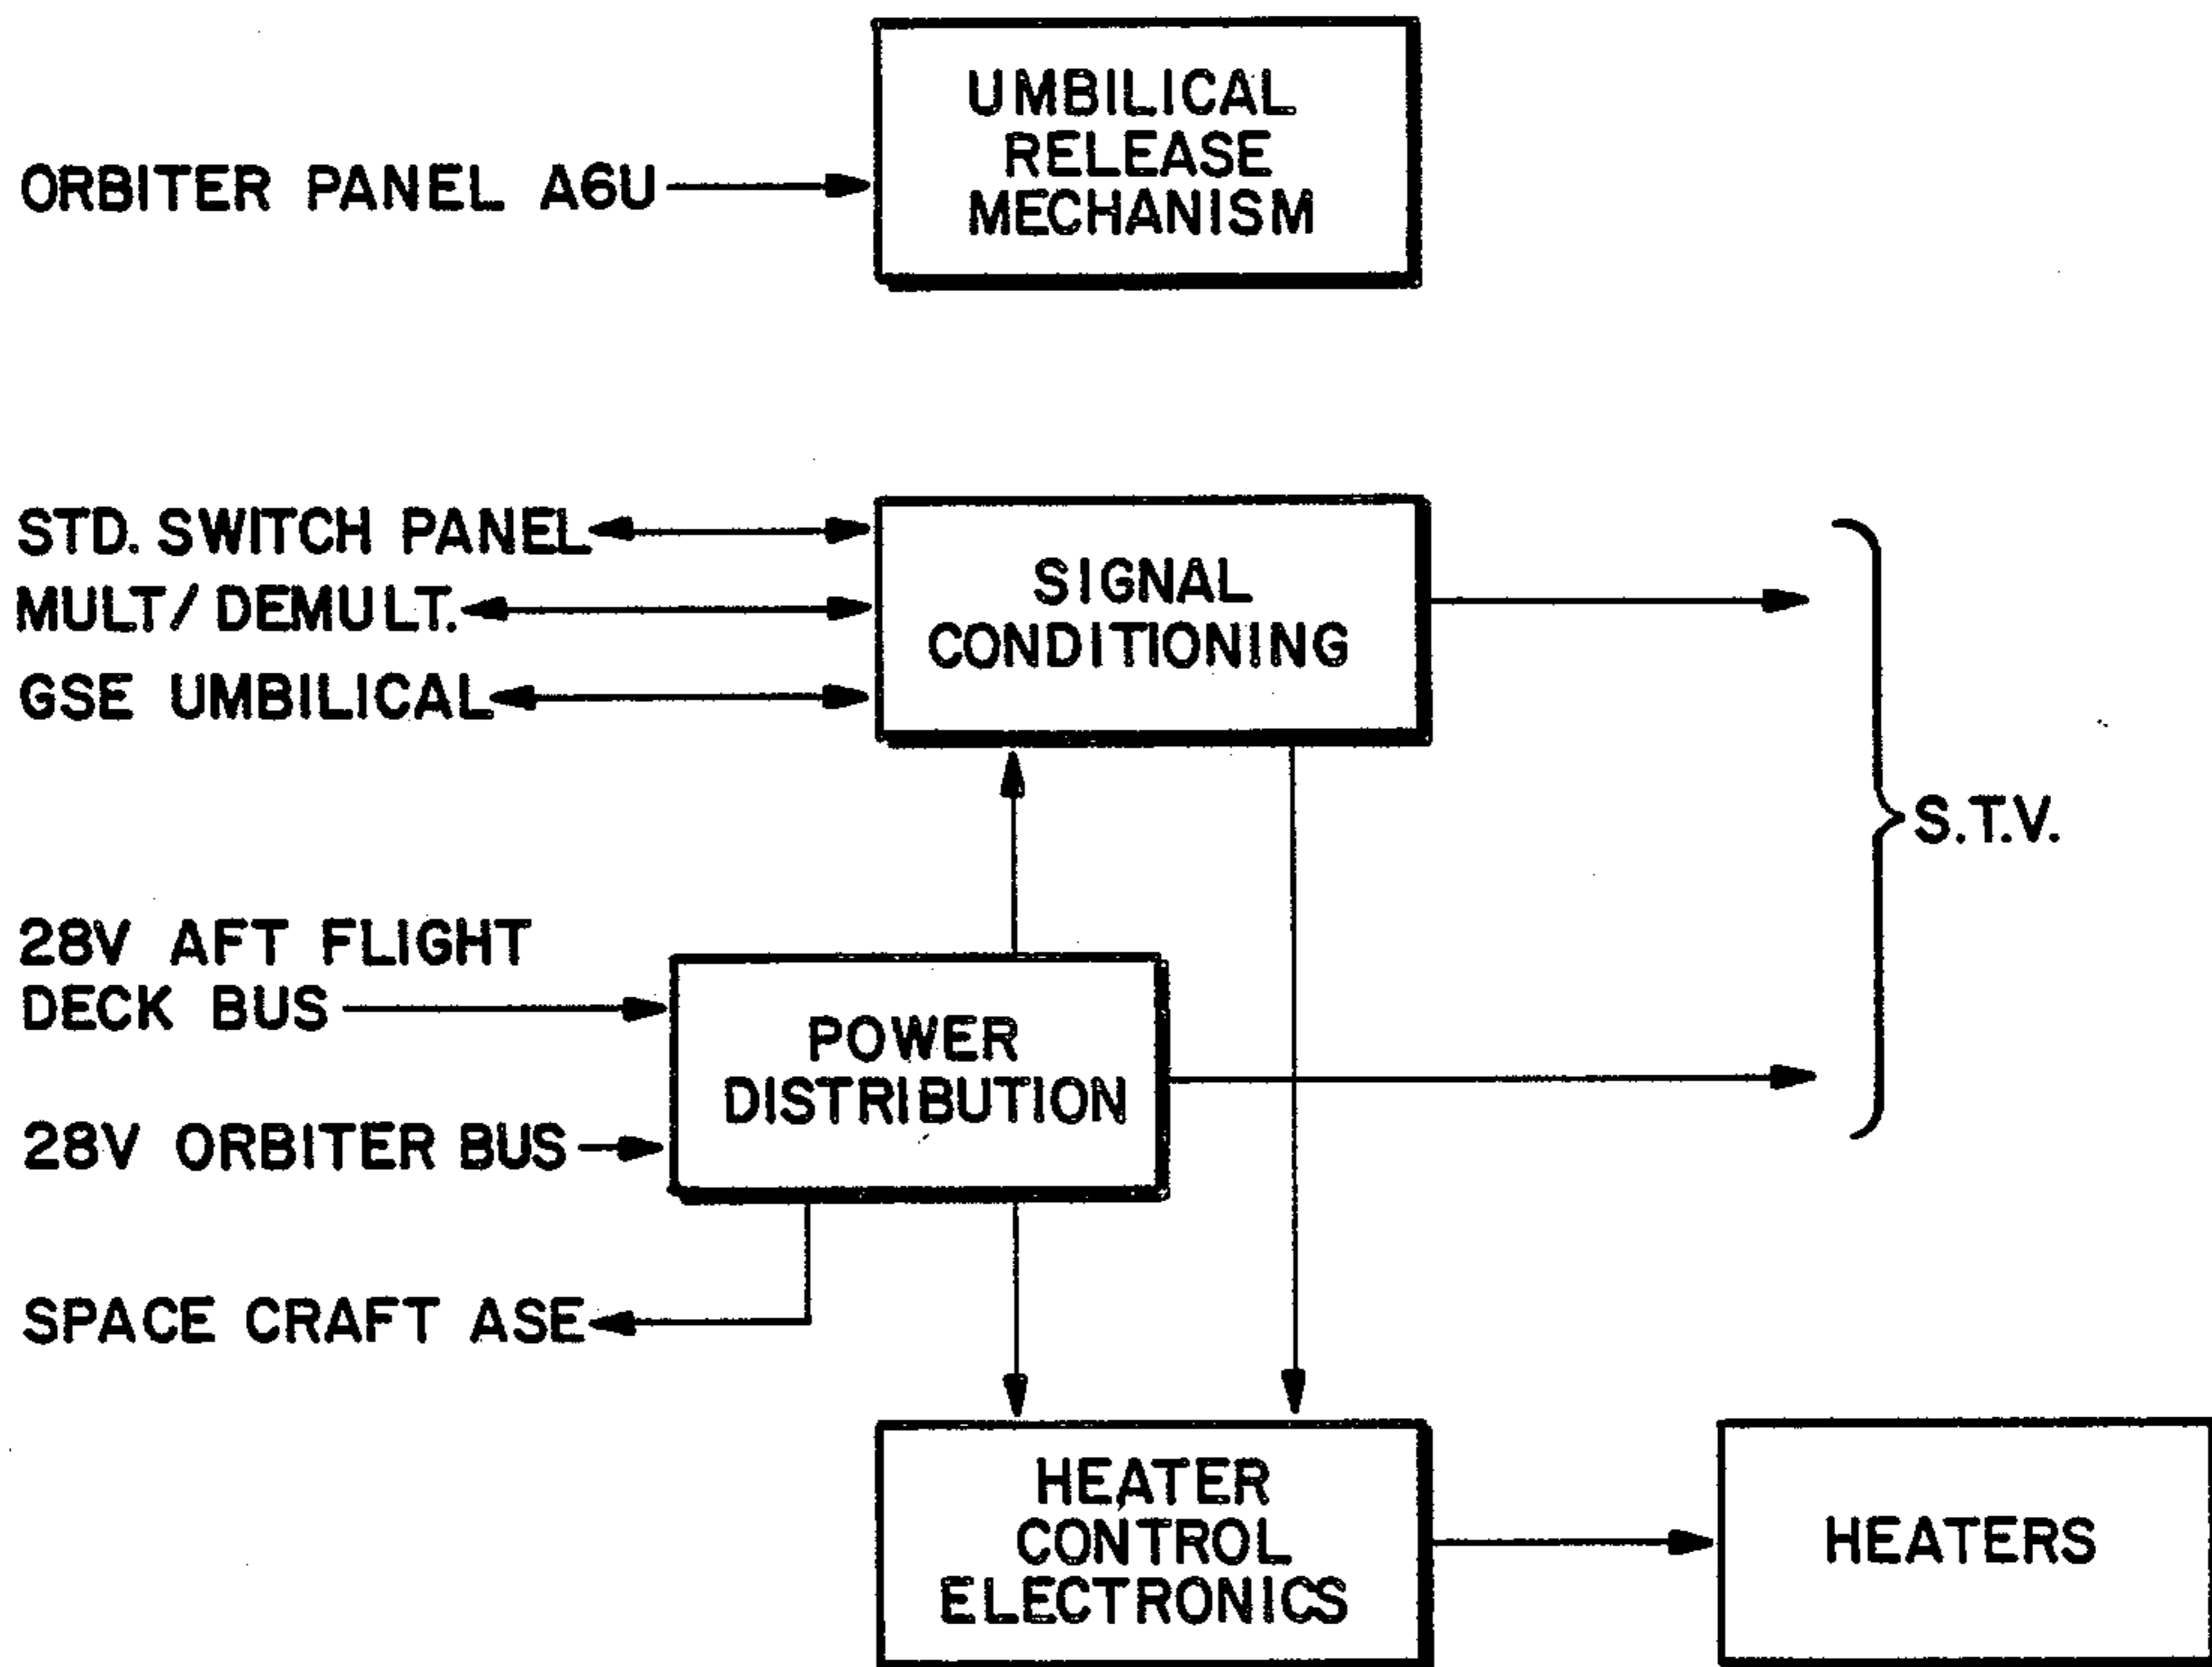 UMBILICAL
RELEASE
MECHANISM
ORBITER PANEL A6U
STD. SWITCH PANEL
MULT/DEMULT.
GSE UMBILICAL
SIGNAL
CONDITIONING
S.T.V.
28V AFT FLIGHT
DECK BUS
28V ORBITER BUS
POWER
DISTRIBUTION
SPACE CRAFT ASE
HEATER
CONTROL
ELECTRONICS
HEATERS